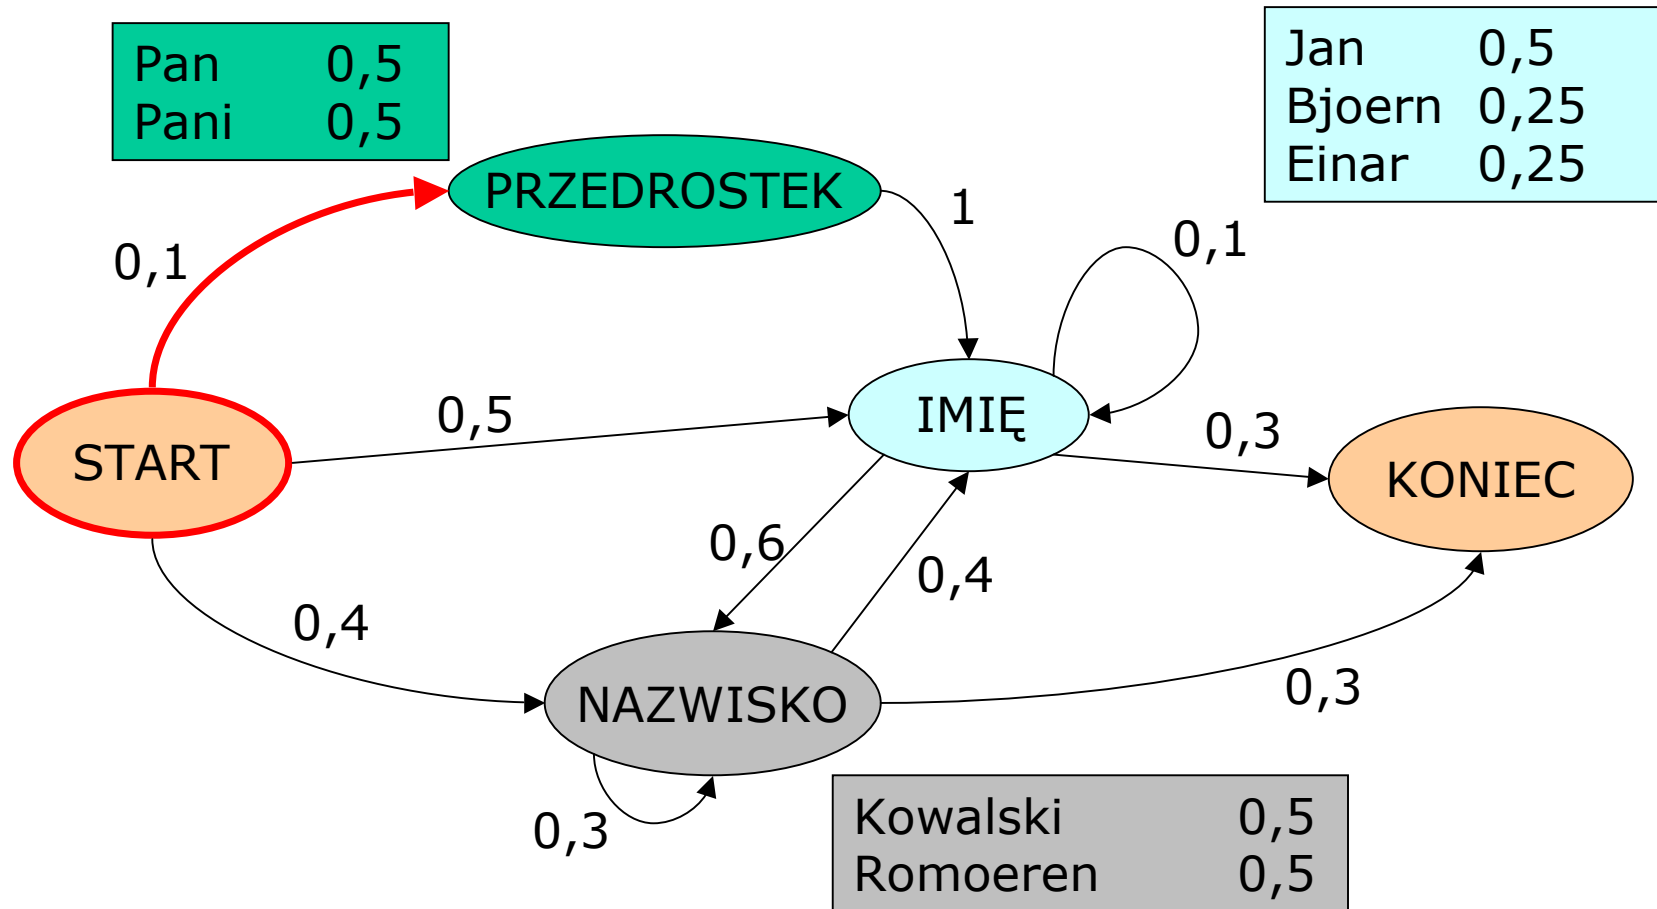 Pan 0,5
Pani 0,5
Jan 0,5
Bjoern 0,25
Einar 0,25
PRZEDROSTEK
1
0,1
0,1
0,5
IMIĘ
0,3
START
KONIEC
0,6
0,4
0,4
0,3
NAZWISKO
0,3
Kowalski 0,5
Romoeren 0,5